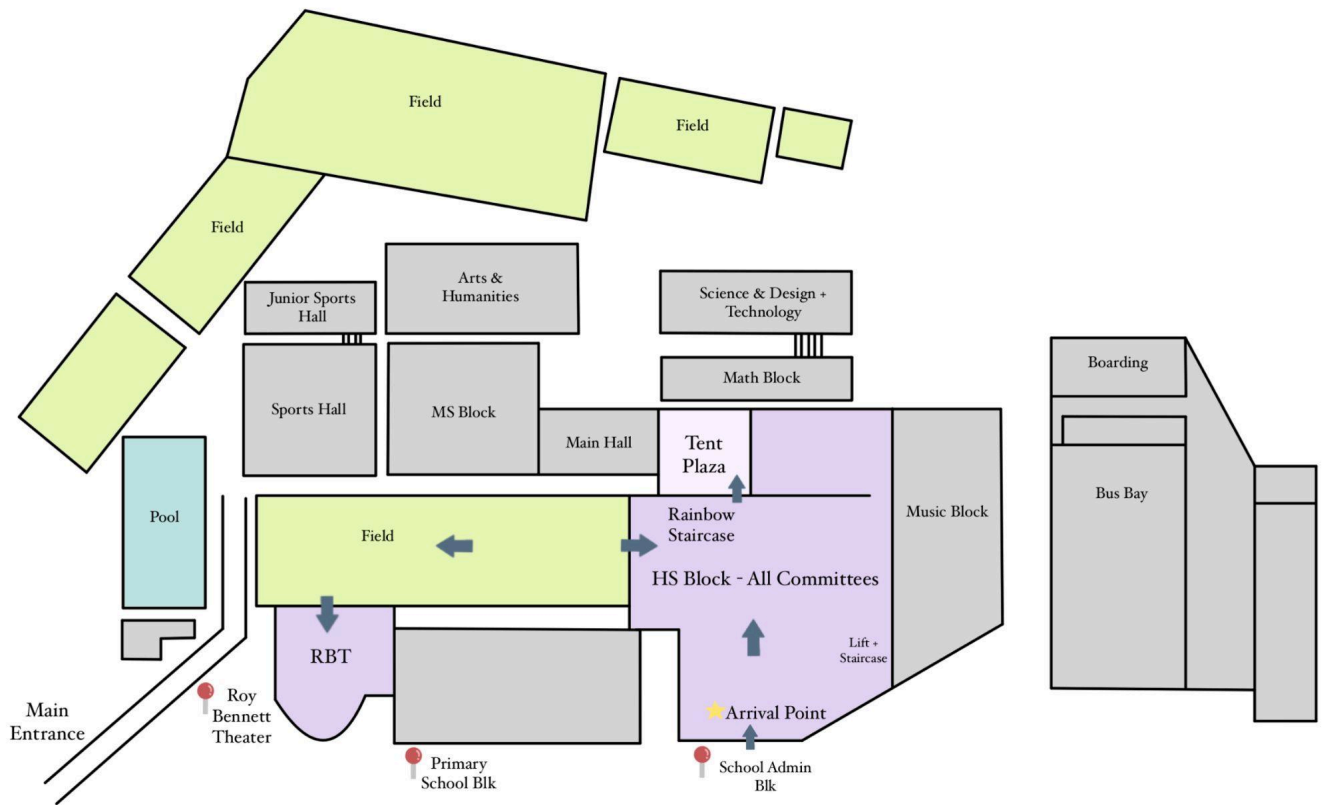 Field
Field
Field
Arts &
Humanities
Junior Sports
Hall
Science & Design +
Technology
Math Block
Boarding
Sports Hall
MS Block
Main Hall
Tent
Plaza
Bus Bay
Pool
Field
Rainbow
Staircase
Music Block
HS Block - All Committees
RBT
Lift +
Staircase
Main
Entrance
Roy
Bennett
Theater
Arrival Point
Primary
School Blk
School Admin
Blk